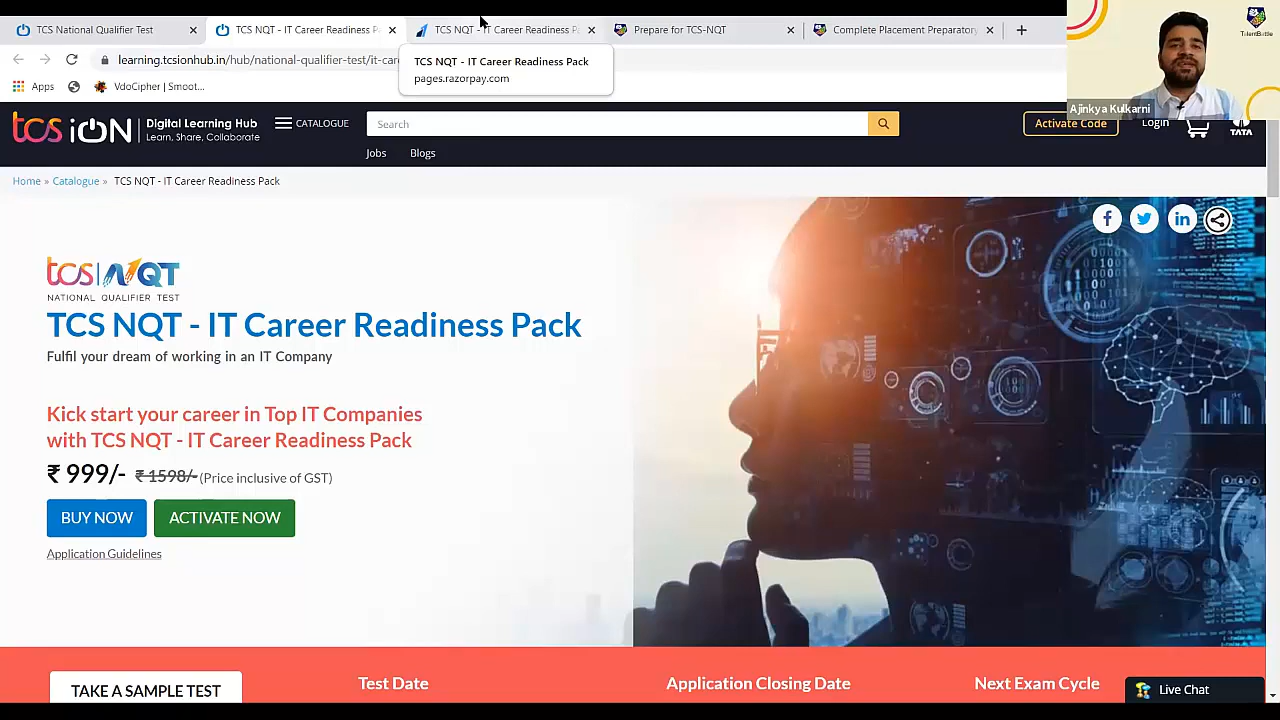 TCS National Qualifier Test
TCS NQT - IT Career Readiness P
TCS NQT - IT Career Readiness P
Prepare for TCS-NQT
Complete Placement Preparatory
learning.tcsionhub.in/hub/national-qualifier-test/it-car
TCS NQT - IT Career Readiness Pack
pages.razorpay.com
Apps
VdoCipher | Smoot...
TalentBattle
Ajinkya Kulkarni
tcs iON
Digital Learning Hub
Learn, Share, Collaborate
CATALOGUE
Search
Activate Code
Login
TATA
Jobs
Blogs
Home » Catalogue » TCS NQT - IT Career Readiness Pack
tcs | NQT
NATIONAL QUALIFIER TEST
TCS NQT - IT Career Readiness Pack
Fulfil your dream of working in an IT Company
Kick start your career in Top IT Companies
with TCS NQT - IT Career Readiness Pack
₹ 999/- ₹ 1598/- (Price inclusive of GST)
BUY NOW
ACTIVATE NOW
Application Guidelines
TAKE A SAMPLE TEST
Test Date
Application Closing Date
Next Exam Cycle
Live Chat